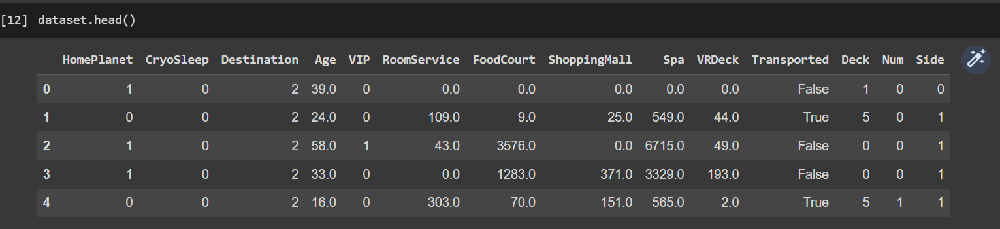 [12] dataset.head()
HomePlanet CryoSleep Destination Age VIP RoomService FoodCourt ShoppingMall Spa VRDeck Transported Deck Num Side
0 1 0 2 39.0 0 0.0 0.0 0.0 0.0 0.0 False 1 0 0
1 0 0 2 24.0 0 109.0 9.0 25.0 549.0 44.0 True 5 0 1
2 1 0 2 58.0 1 43.0 3576.0 0.0 6715.0 49.0 False 0 0 1
3 1 0 2 33.0 0 0.0 1283.0 371.0 3329.0 193.0 False 0 0 1
4 0 0 2 16.0 0 303.0 70.0 151.0 565.0 2.0 True 5 1 1